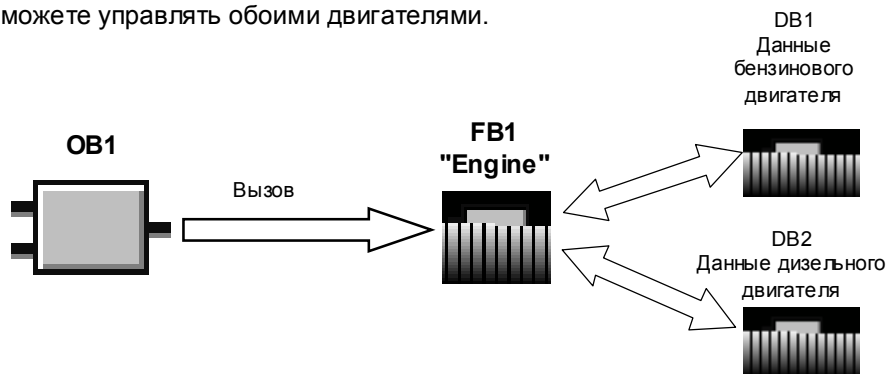 можете управлять обоими двигателями.
DB1
Данные
бензинового
двигателя
OB1
Вызов
FB1
"Engine"
DB2
Данные дизельного
двигателя